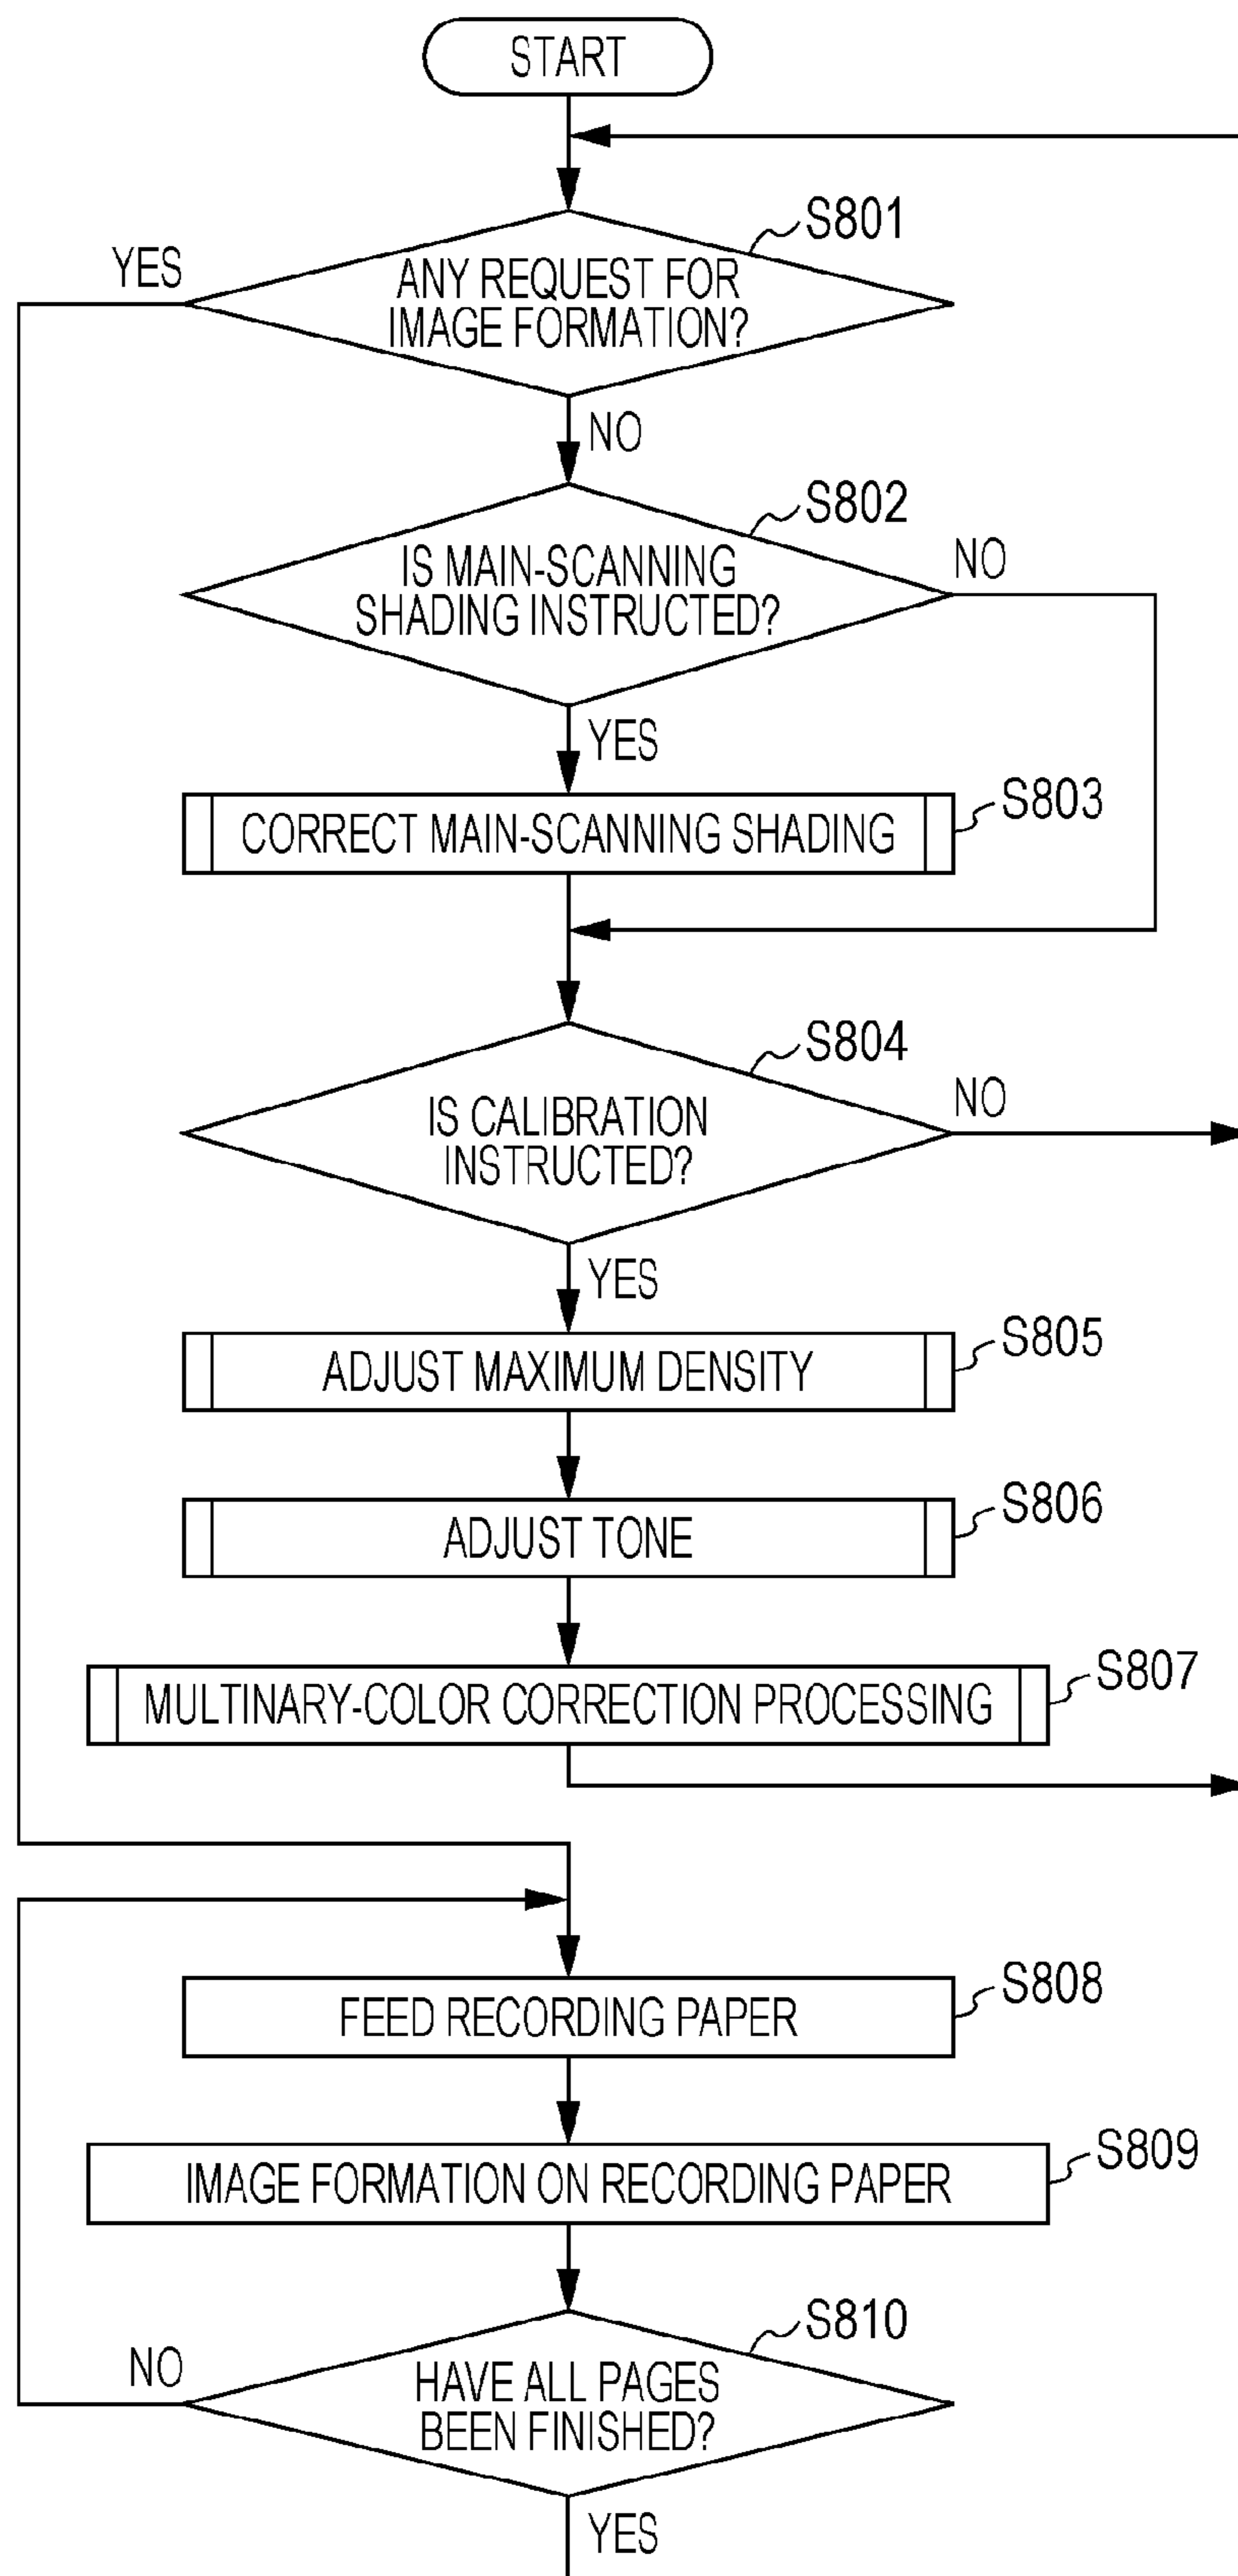 START
S801
YES
ANY REQUEST FOR
IMAGE FORMATION?
NO
S802
IS MAIN-SCANNING
SHADING INSTRUCTED?
NO
YES
S803
CORRECT MAIN-SCANNING SHADING
S804
IS CALIBRATION
INSTRUCTED?
NO
YES
S805
ADJUST MAXIMUM DENSITY
S806
ADJUST TONE
S807
MULTINARY-COLOR CORRECTION PROCESSING
S808
FEED RECORDING PAPER
S809
IMAGE FORMATION ON RECORDING PAPER
S810
NO
HAVE ALL PAGES
BEEN FINISHED?
YES